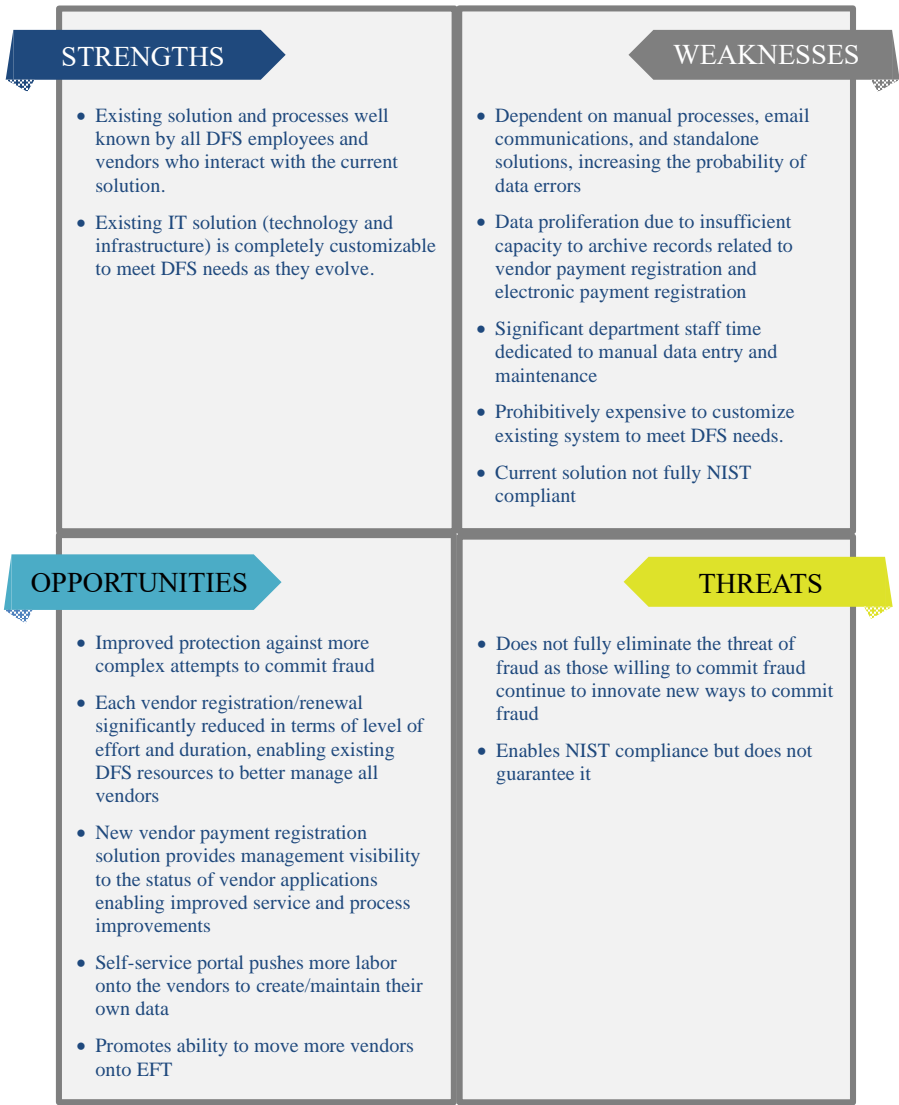 STRENGTHS
• Existing solution and processes well
known by all DFS employees and
vendors who interact with the current
solution.
• Existing IT solution (technology and
infrastructure) is completely customizable
to meet DFS needs as they evolve.
WEAKNESSES
• Dependent on manual processes, email
communications, and standalone
solutions, increasing the probability of
data errors
• Data proliferation due to insufficient
capacity to archive records related to
vendor payment registration and
electronic payment registration
• Significant department staff time
dedicated to manual data entry and
maintenance
• Prohibitively expensive to customize
existing system to meet DFS needs.
• Current solution not fully NIST
compliant
OPPORTUNITIES
• Improved protection against more
complex attempts to commit fraud
• Each vendor registration/renewal
significantly reduced in terms of level of
effort and duration, enabling existing
DFS resources to better manage all
vendors
• New vendor payment registration
solution provides management visibility
to the status of vendor applications
enabling improved service and process
improvements
• Self-service portal pushes more labor
onto the vendors to create/maintain their
own data
• Promotes ability to move more vendors
onto EFT
THREATS
• Does not fully eliminate the threat of
fraud as those willing to commit fraud
continue to innovate new ways to commit
fraud
• Enables NIST compliance but does not
guarantee it